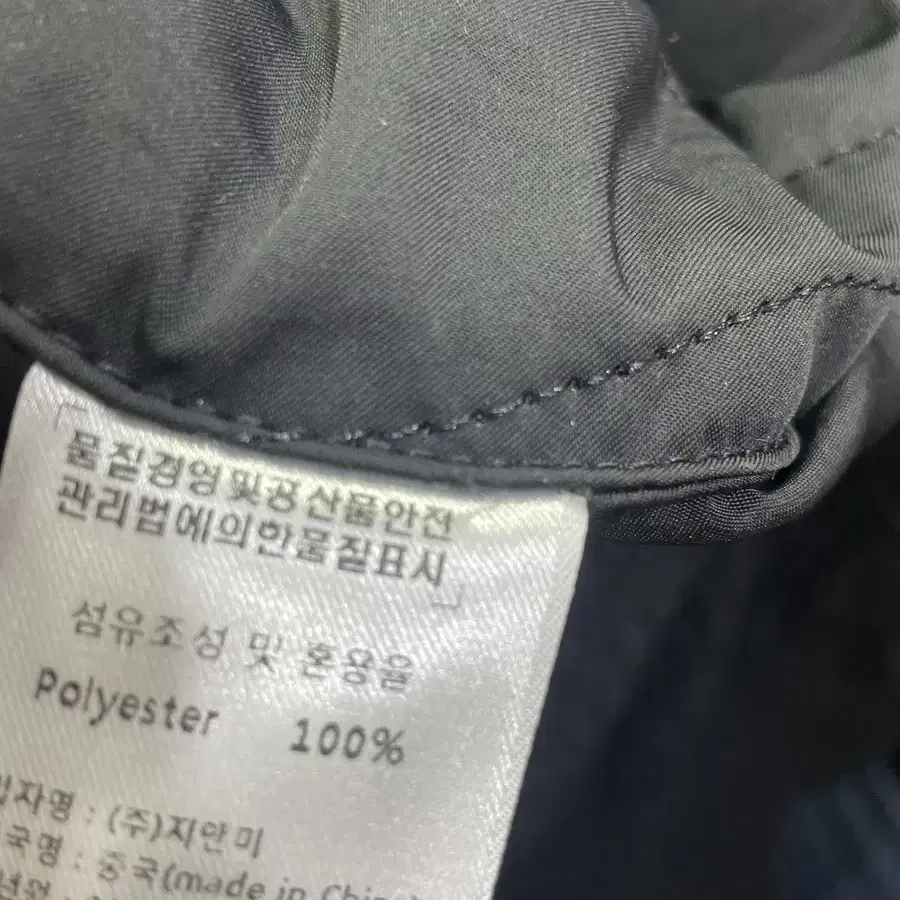 「물질경영및공산품안전
관리법에의한품질표시」
섬유조성 및 혼용율
Polyester 100%
입자명 : (주)지안미
국명 : 중국(made in China)
년월 :